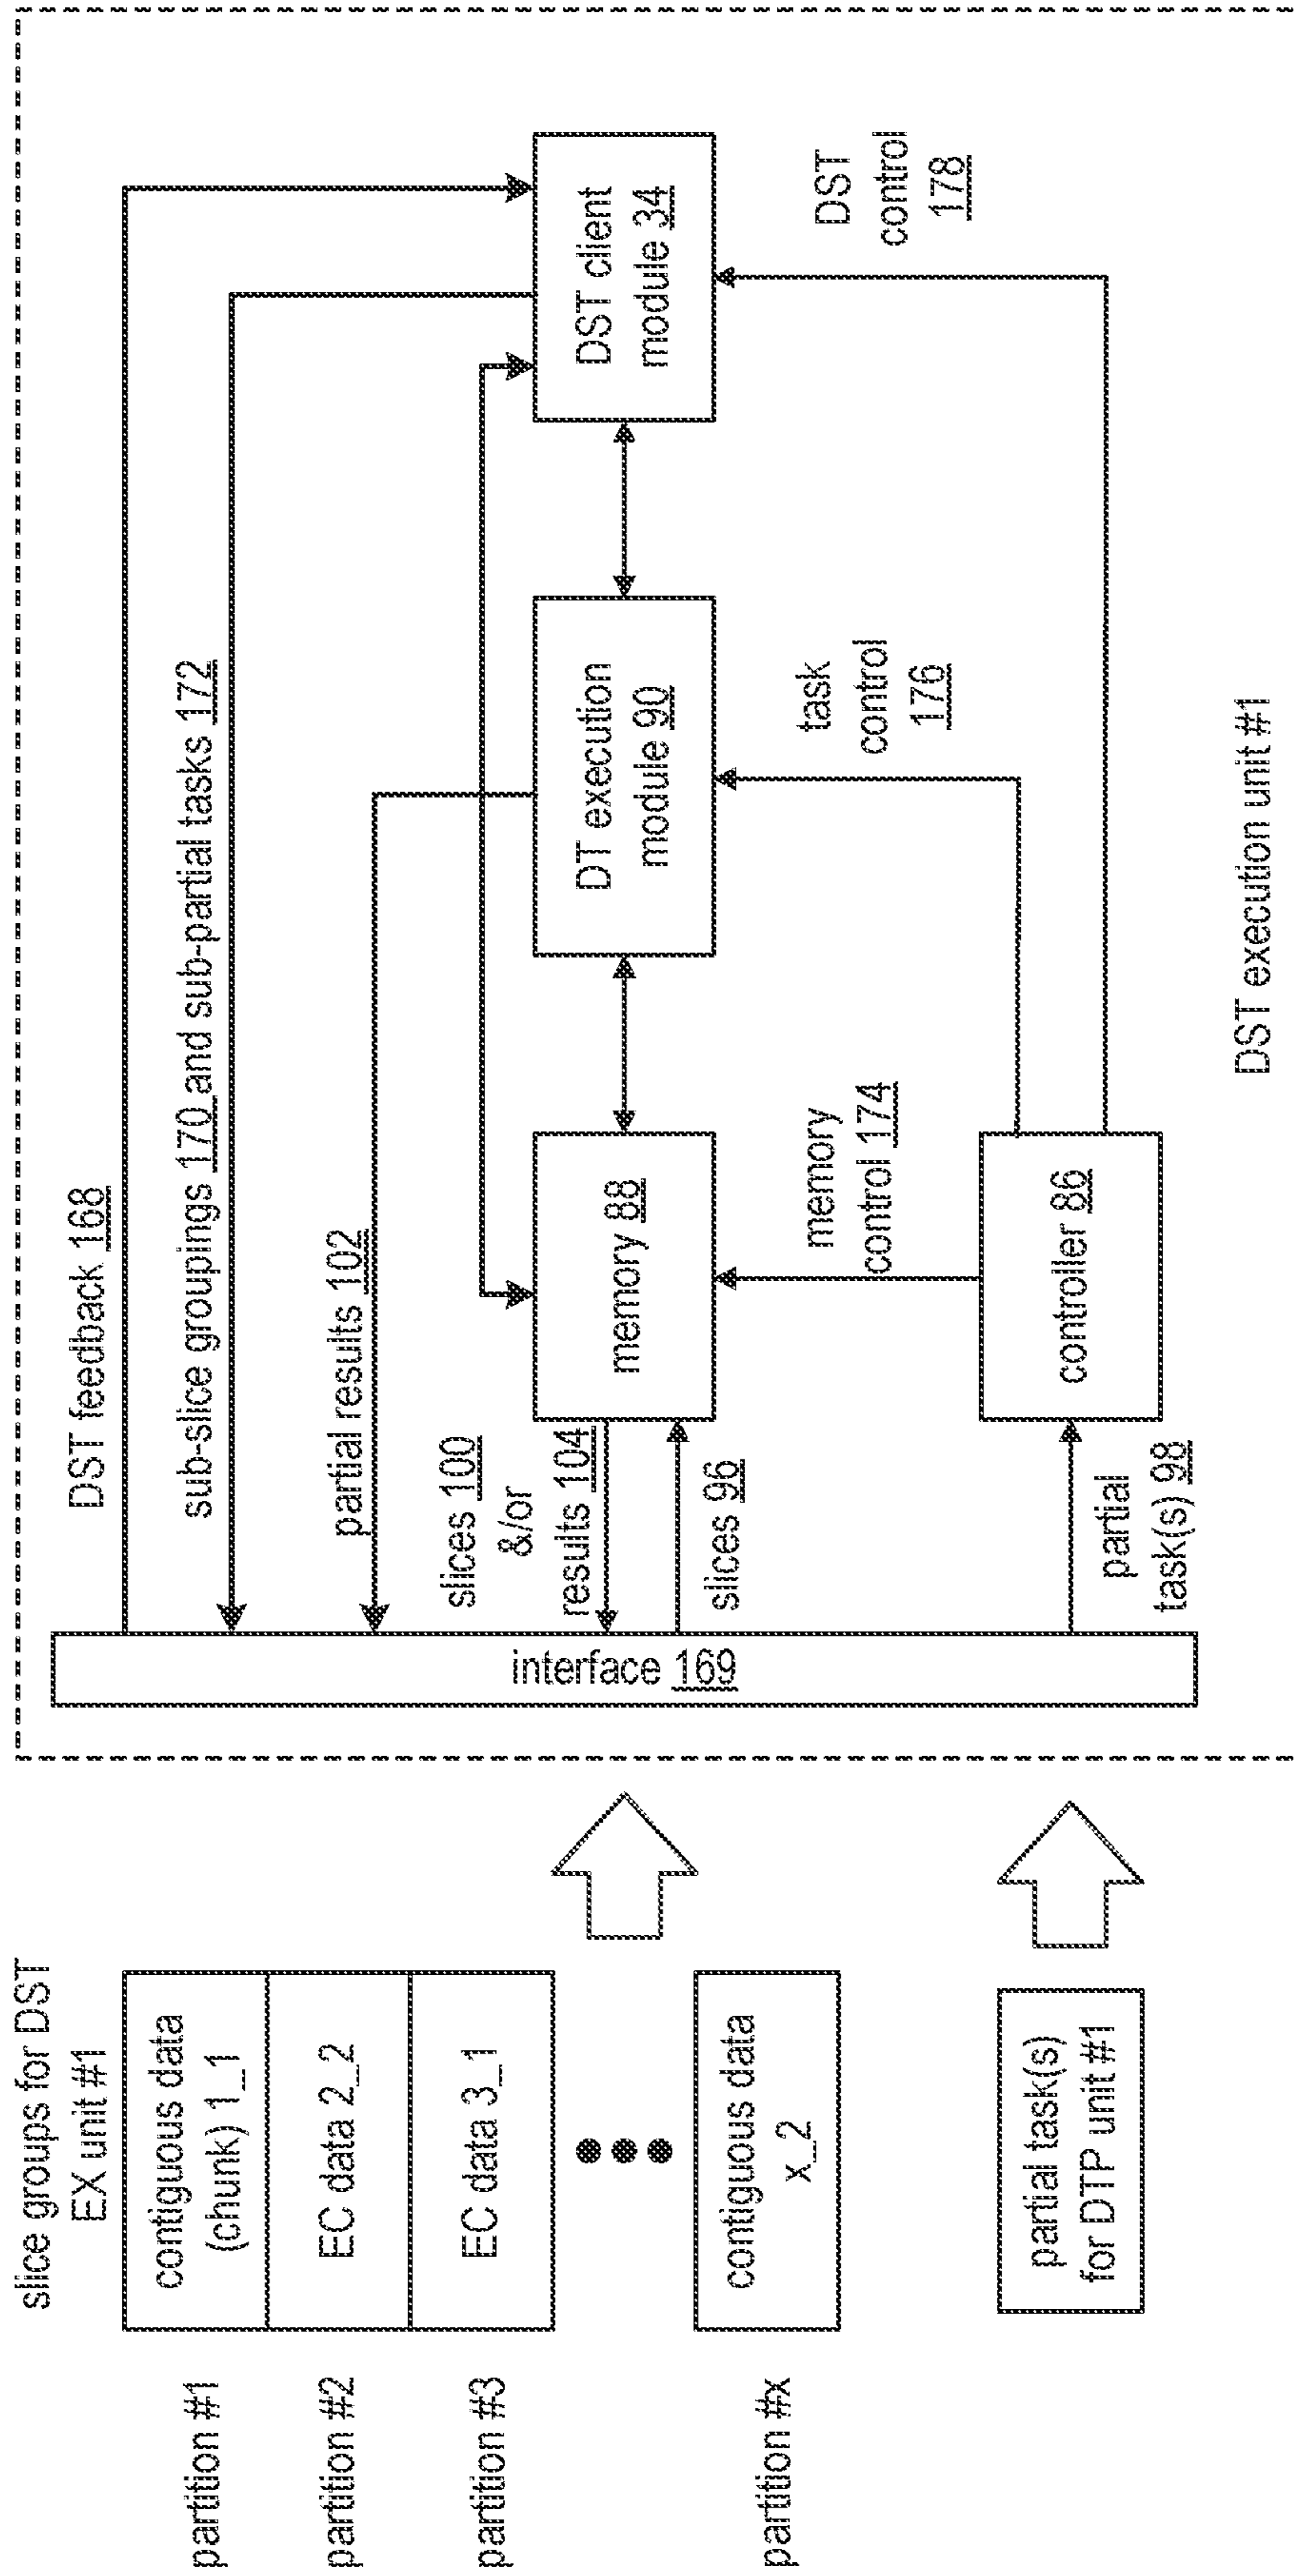 slice groups for DST
EX unit #1
partition #1
contiguous data
(chunk) 1_1
partition #2
EC data 2_2
partition #3
EC data 3_1
partition #x
contiguous data
x_2
partial task(s)
for DTP unit #1
interface 169
DST feedback 168
sub-slice groupings 170 and sub-partial tasks 172
partial results 102
slices 100
&/or
results 104
slices 96
partial
task(s) 98
memory 88
DT execution
module 90
DST client
module 34
memory
control 174
task
control
176
DST
control
178
controller 86
DST execution unit #1